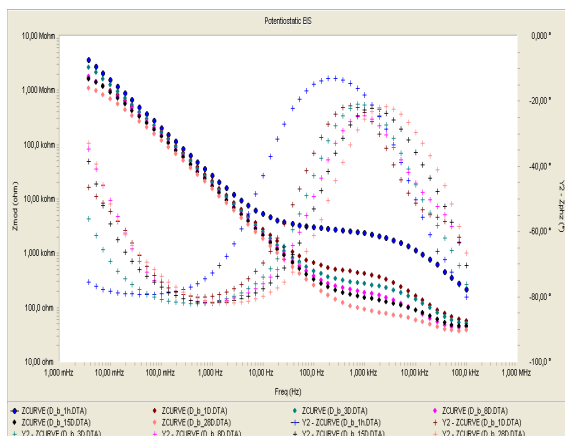 Potentiostatic EIS
10,00 Mohm
1,000 Mohm
100,0 kohm
10,00 kohm
1,000 kohm
100,0 ohm
10,00 ohm
Zmod (ohm)
0,000 °
-20,00 °
-40,00 °
-60,00 °
-80,00 °
-100,0 °
Y2 - Zphz (°)
1,000 mHz 10,00 mHz 100,0 mHz 1,000 Hz 10,00 Hz 100,0 Hz 1,000 kHz 10,00 kHz 100,0 kHz 1,000 MHz
Freq (Hz)
ZCURVE (D_b_1h.DTA) ZCURVE (D_b_1D.DTA) ZCURVE (D_b_3D.DTA) ZCURVE (D_b_8D.DTA)
ZCURVE (D_b_15D.DTA) ZCURVE (D_b_28D.DTA) Y2 - ZCURVE (D_b_1h.DTA) Y2 - ZCURVE (D_b_1D.DTA)
Y2 - ZCURVE (D_b_3D.DTA) Y2 - ZCURVE (D_b_8D.DTA) Y2 - ZCURVE (D_b_15D.DTA) Y2 - ZCURVE (D_b_28D.DTA)